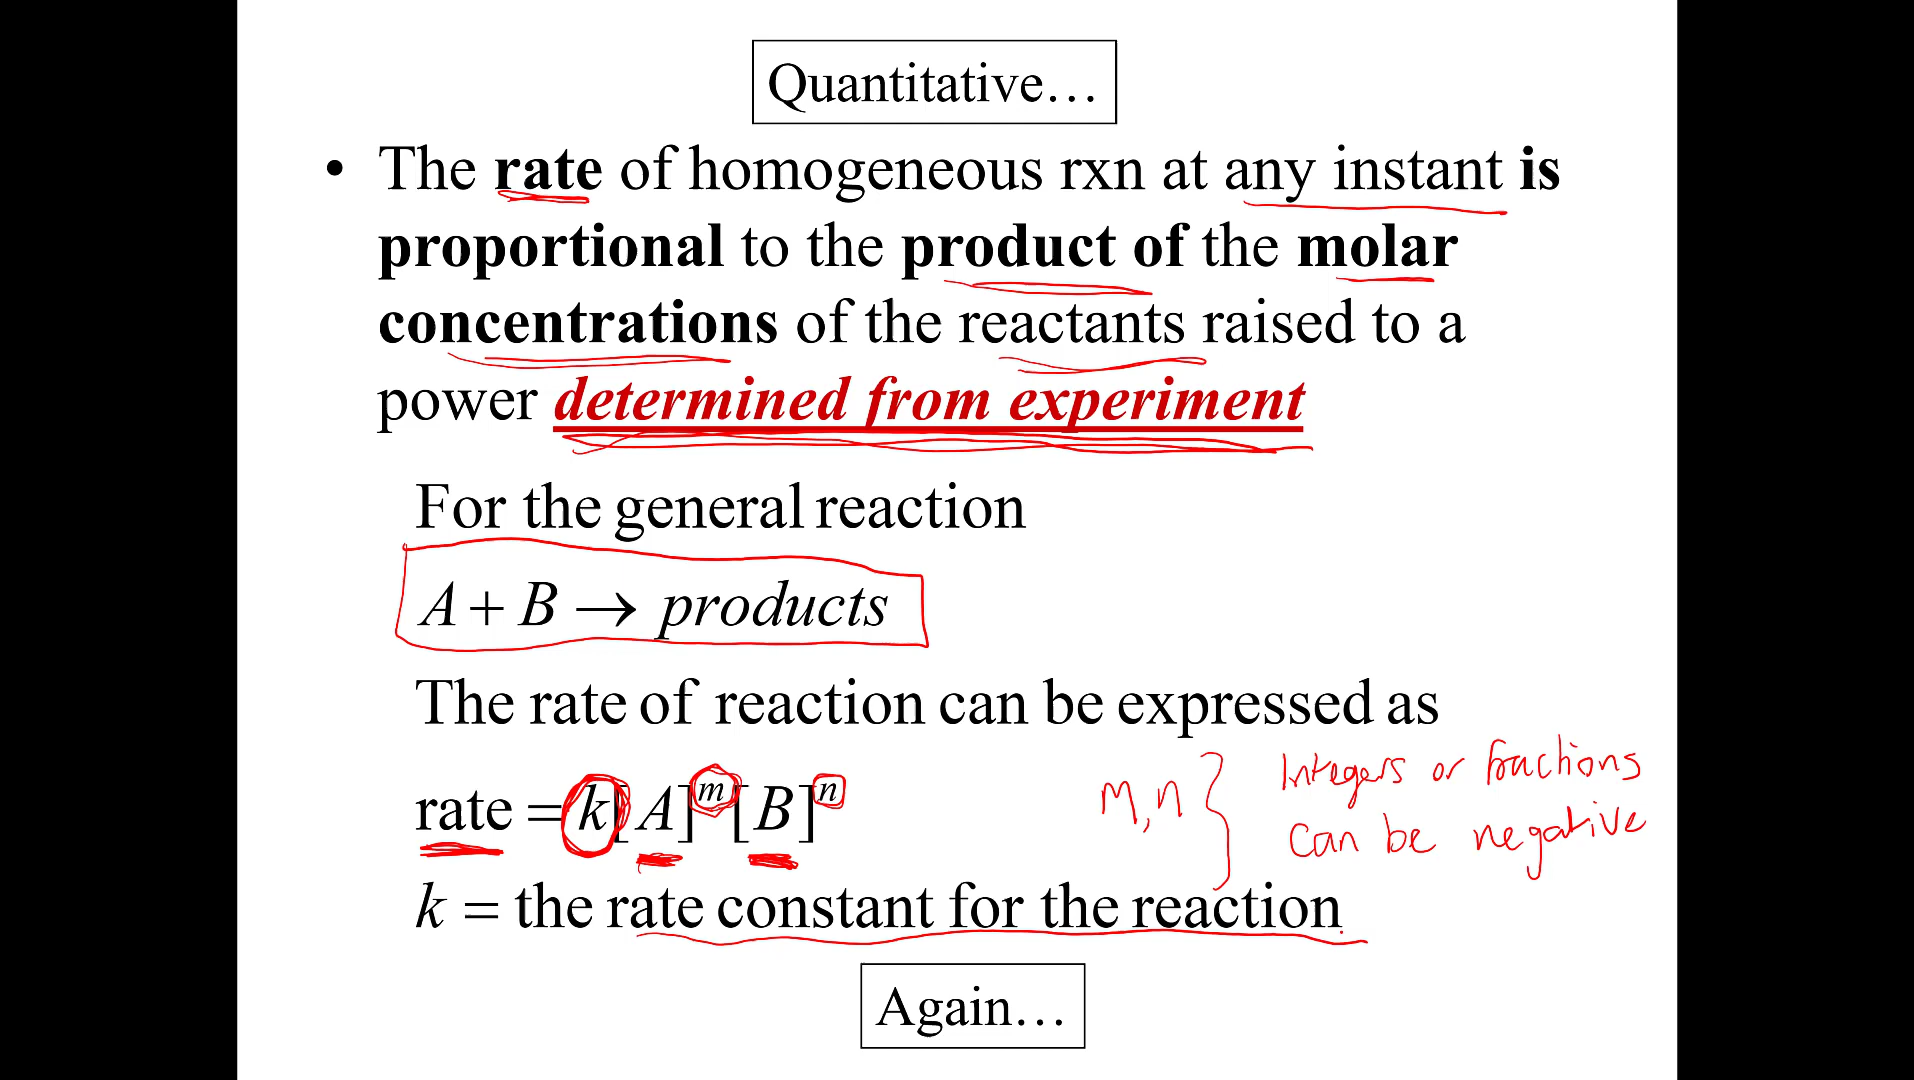 Quantitative…
• The rate of homogeneous rxn at any instant is
proportional to the product of the molar
concentrations of the reactants raised to a
power determined from experiment
For the general reaction
A + B → products
The rate of reaction can be expressed as
rate = k[A]^m[B]^n
m,n } Integers or fractions
can be negative
k = the rate constant for the reaction
Again…